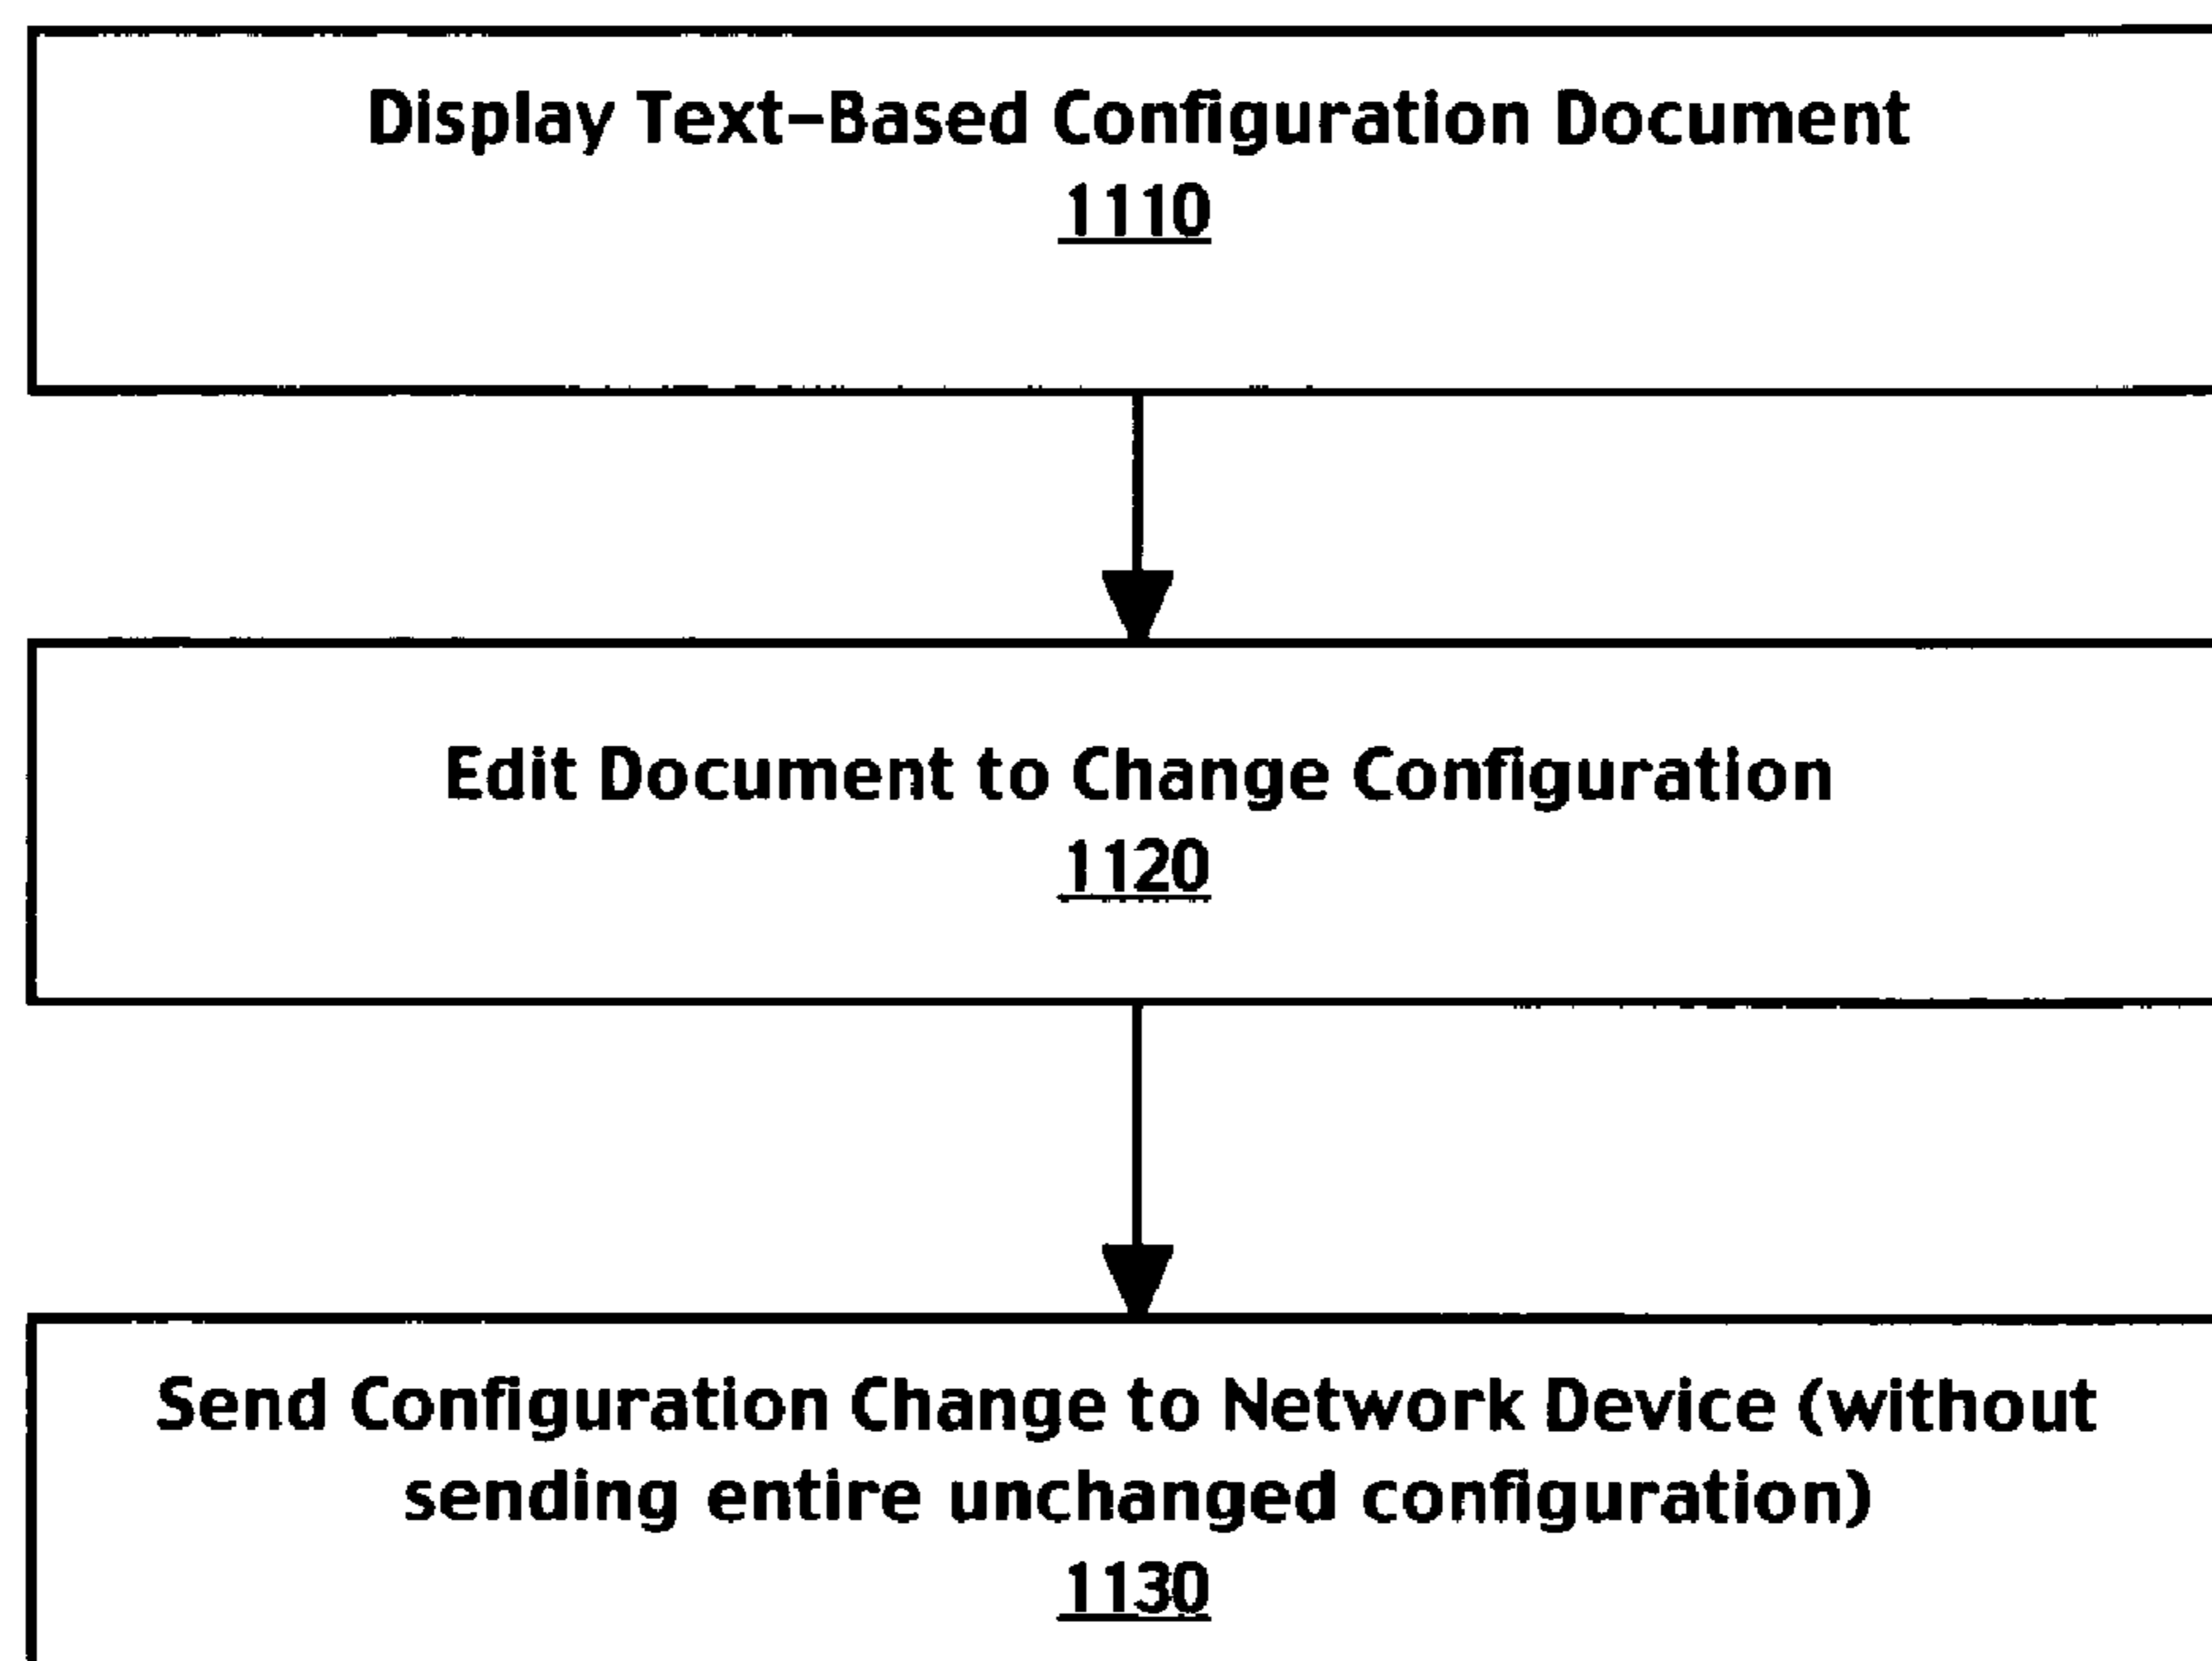 Display Text-Based Configuration Document
1110
Edit Document to Change Configuration
1120
Send Configuration Change to Network Device (without
sending entire unchanged configuration)
1130